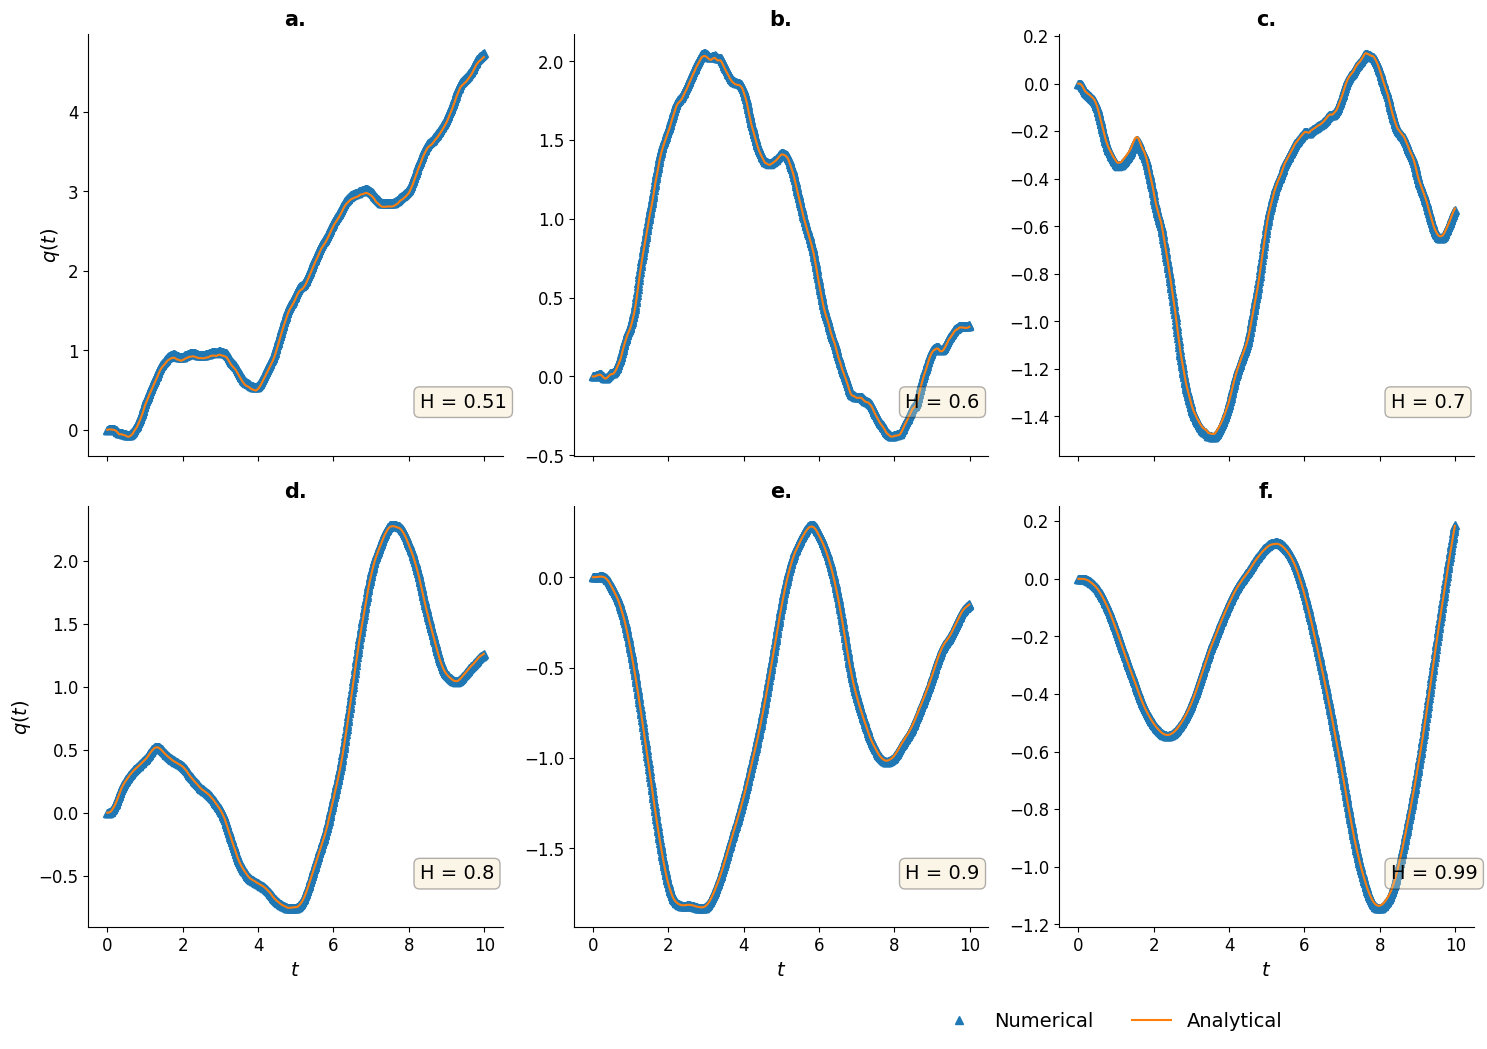 a.
b.
c.
q(t)
4
3
2
1
0
2.0
1.5
1.0
0.5
0.0
−0.5
0.2
0.0
−0.2
−0.4
−0.6
−0.8
−1.0
−1.2
−1.4
H = 0.51
H = 0.6
H = 0.7
d.
e.
f.
q(t)
2.0
1.5
1.0
0.5
0.0
−0.5
0.0
−0.5
−1.0
−1.5
0.2
0.0
−0.2
−0.4
−0.6
−0.8
−1.0
−1.2
H = 0.8
H = 0.9
H = 0.99
0 2 4 6 8 10
0 2 4 6 8 10
0 2 4 6 8 10
t
t
t
Numerical Analytical